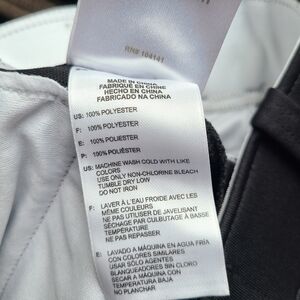 RN# 104141
MADE IN CHINA
FABRIQUÉ EN CHINE
HECHO EN CHINA
FABRICADO NA CHINA
US: 100% POLYESTER
F: 100% POLYESTER
E: 100% POLIÉSTER
P: 100% POLIÉSTER
US: MACHINE WASH COLD WITH LIKE
COLORS
USE ONLY NON-CHLORINE BLEACH
TUMBLE DRY LOW
DO NOT IRON
F: LAVER À L'EAU FROIDE AVEC LES
MÊME COULEURS
NE PAS UTILISER DE JAVELISANT
SÉCHAGE PAR CULBUTAGE À BASSE
TEMPÉRATURE
NE PAS REPASSER
E: LAVADO A MÁQUINA EN AGUA FRÍA
CON COLORES SIMILARES
USAR SÓLO AGENTES
BLANQUEADORES SIN CLORO
SECAR A MÁQUINA CON
TEMPERATURA BAJA
NO PLANCHAR